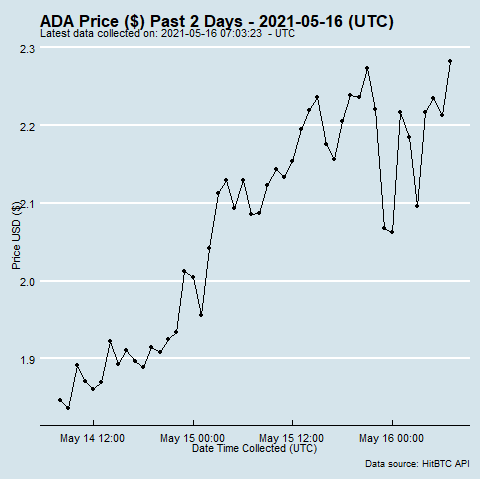 ADA Price ($) Past 2 Days - 2021-05-16 (UTC)
Latest data collected on: 2021-05-16 07:03:23  - UTC
2.3
2.2
2.1
2.0
1.9
Price USD ($)
May 14 12:00
May 15 00:00
May 15 12:00
May 16 00:00
Date Time Collected (UTC)
Data source: HitBTC API